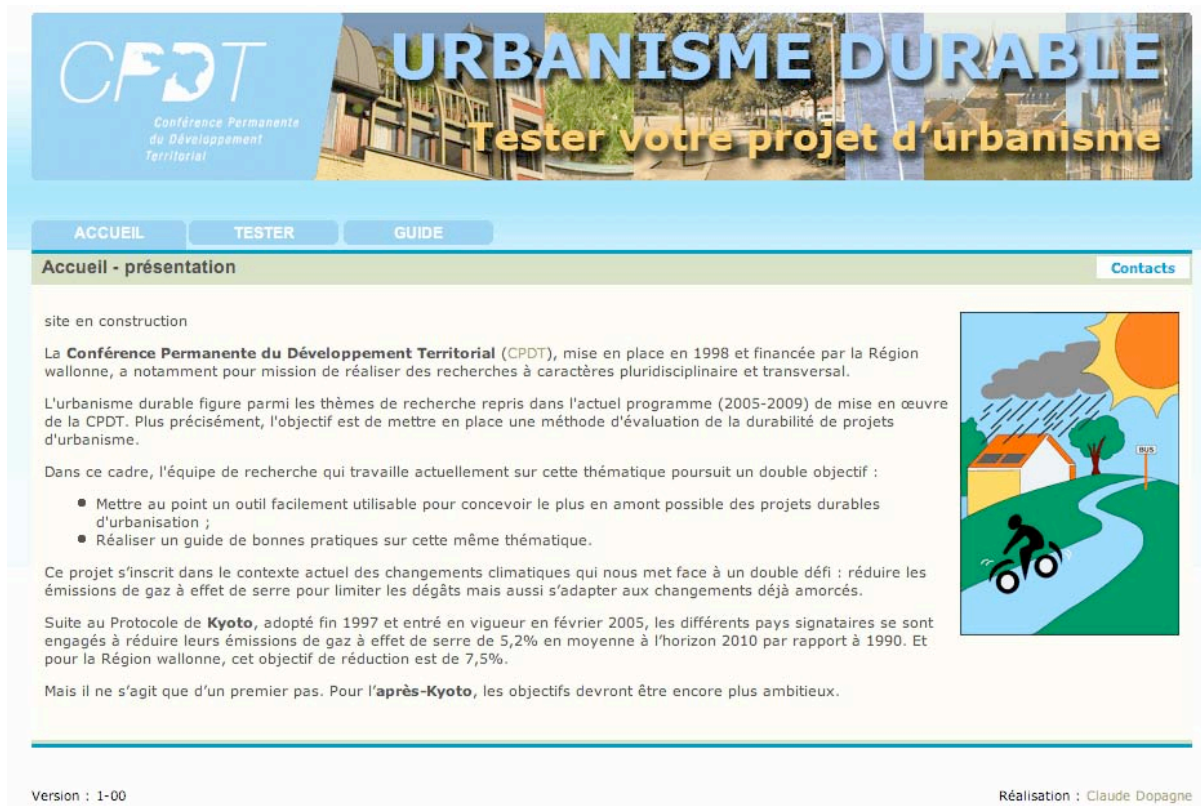 CPDT
Conférence Permanente
du Développement
Territorial
URBANISME DURABLE
Tester votre projet d'urbanisme
ACCUEIL
TESTER
GUIDE
Accueil - présentation
Contacts
site en construction
La Conférence Permanente du Développement Territorial (CPDT), mise en place en 1998 et financée par la Région
wallonne, a notamment pour mission de réaliser des recherches à caractères pluridisciplinaire et transversal.
L'urbanisme durable figure parmi les thèmes de recherche repris dans l'actuel programme (2005-2009) de mise en œuvre
de la CPDT. Plus précisément, l'objectif est de mettre en place une méthode d'évaluation de la durabilité de projets
d'urbanisme.
Dans ce cadre, l'équipe de recherche qui travaille actuellement sur cette thématique poursuit un double objectif :
Mettre au point un outil facilement utilisable pour concevoir le plus en amont possible des projets durables
d'urbanisation ;
Réaliser un guide de bonnes pratiques sur cette même thématique.
Ce projet s’inscrit dans le contexte actuel des changements climatiques qui nous met face à un double défi : réduire les
émissions de gaz à effet de serre pour limiter les dégâts mais aussi s’adapter aux changements déjà amorcés.
Suite au Protocole de Kyoto, adopté fin 1997 et entré en vigueur en février 2005, les différents pays signataires se sont
engagés à réduire leurs émissions de gaz à effet de serre de 5,2% en moyenne à l’horizon 2010 par rapport à 1990. Et
pour la Région wallonne, cet objectif de réduction est de 7,5%.
Mais il ne s’agit que d’un premier pas. Pour l’après-Kyoto, les objectifs devront être encore plus ambitieux.
BUS
Version : 1-00
Réalisation : Claude Dopagne